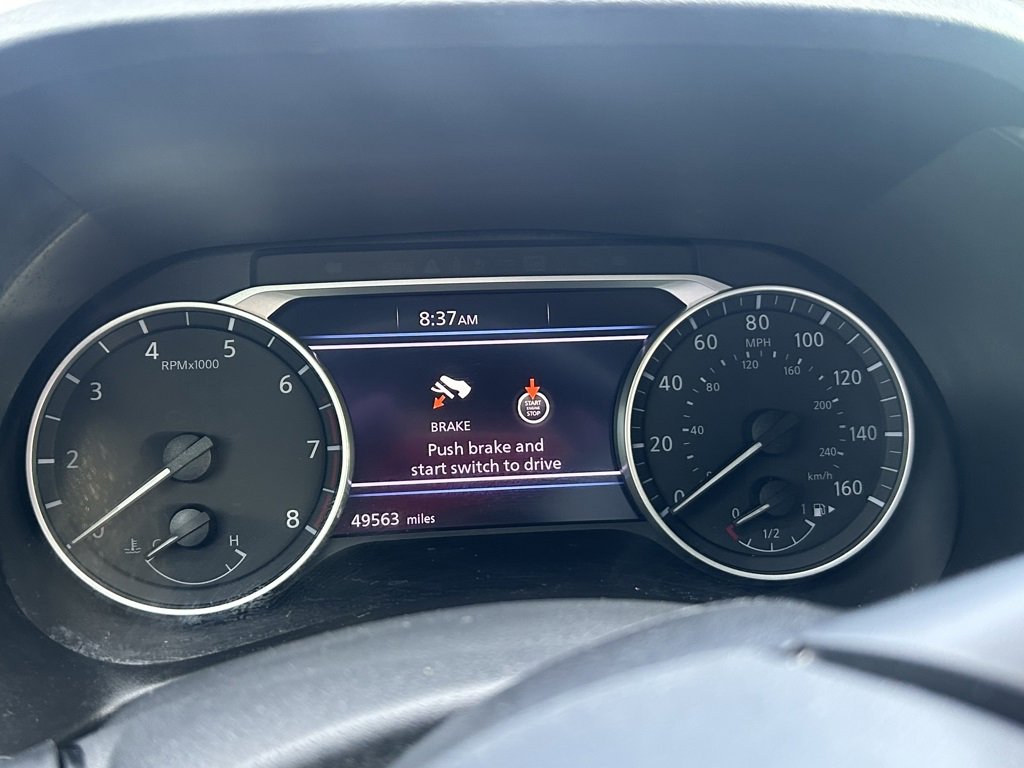 8:37AM
4
5
RPMx1000
3
6
2
7
8
C
H
BRAKE
START
ENGINE
STOP
Push brake and
start switch to drive
49563 miles
80
60
MPH
100
120
160
40
80
120
200
20
40
140
240
km/h
0
160
0
1
1/2